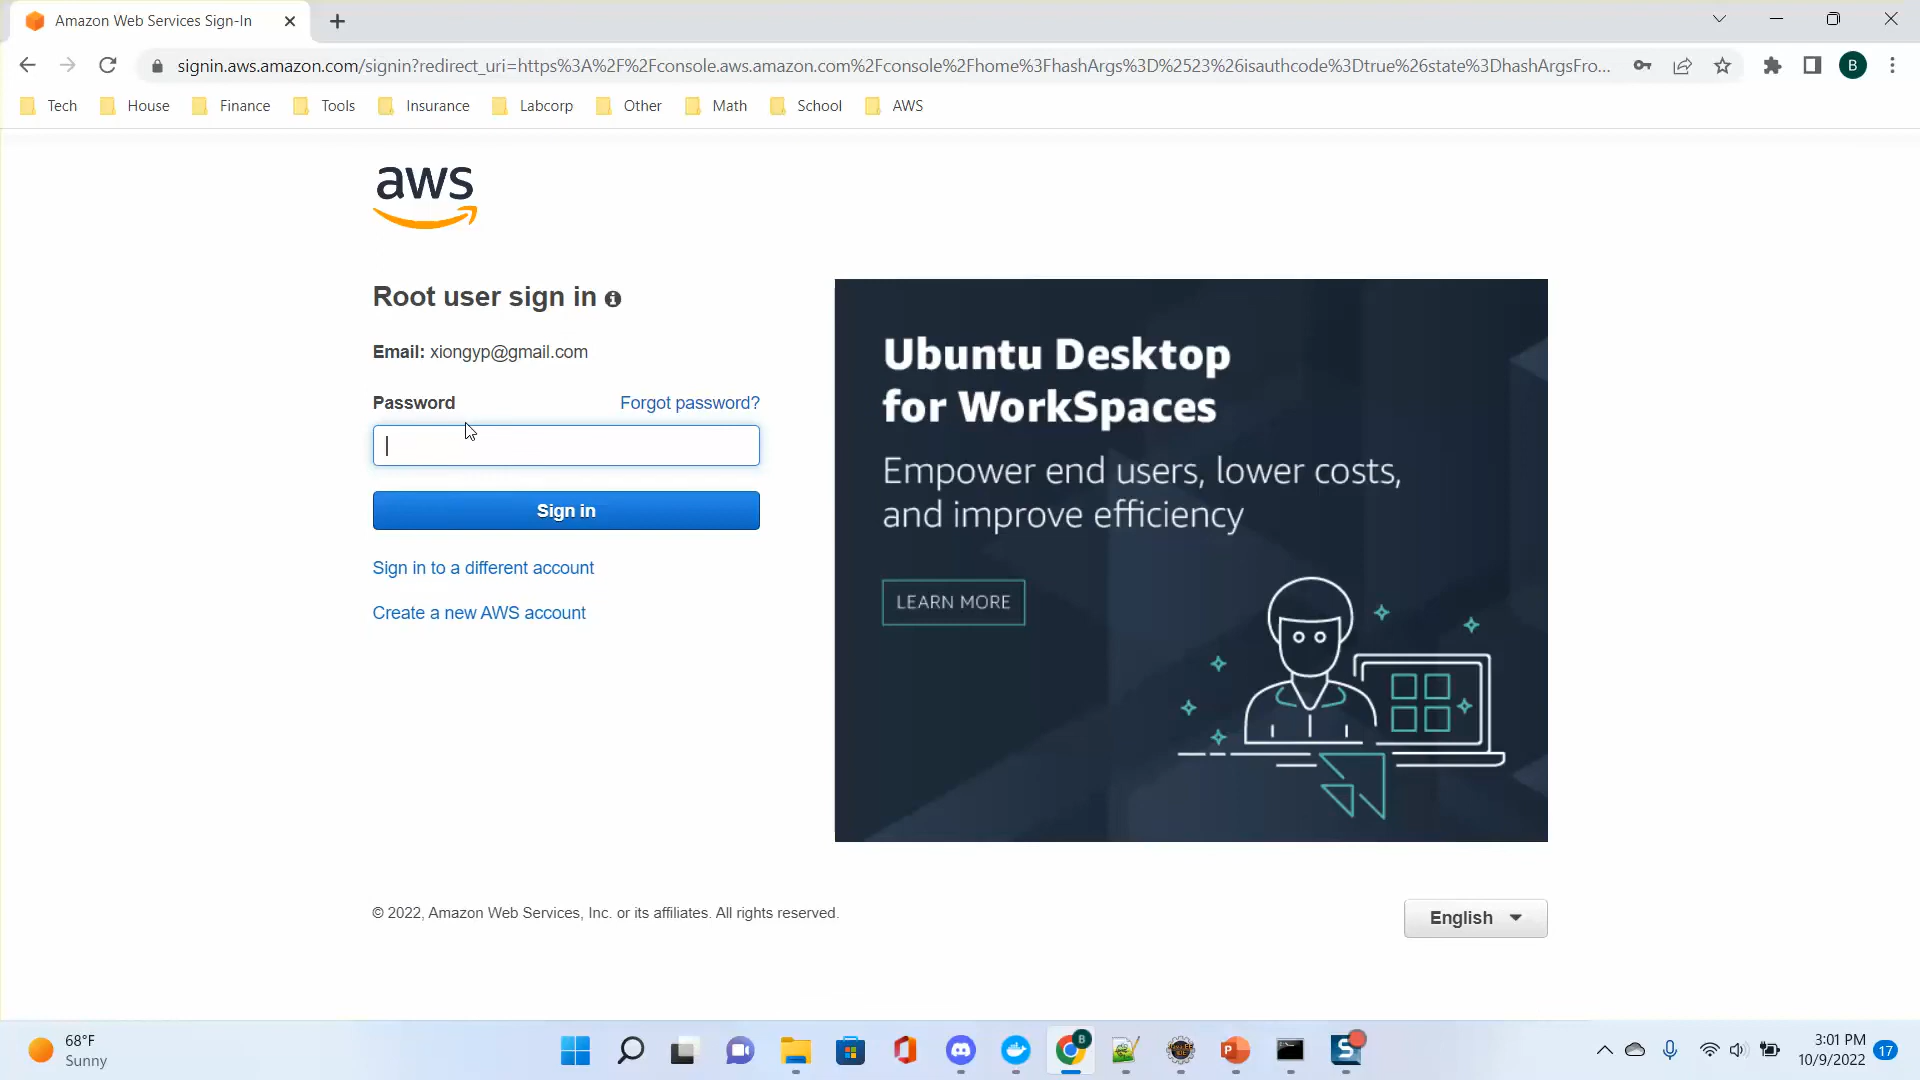 Amazon Web Services Sign-In
signin.aws.amazon.com/signin?redirect_uri=https%3A%2F%2Fconsole.aws.amazon.com%2Fconsole%2Fhome%3FhashArgs%3D%2523%26isauthcode%3Dtrue%26state%3DhashArgsFro...
B
Tech House Finance Tools Insurance Labcorp Other Math School AWS
aws
Root user sign in
Email: xiongyp@gmail.com
Password Forgot password?
Sign in
Sign in to a different account
Create a new AWS account
Ubuntu Desktop
for WorkSpaces
Empower end users, lower costs,
and improve efficiency
LEARN MORE
© 2022, Amazon Web Services, Inc. or its affiliates. All rights reserved.
English
68°F
Sunny
B
3:01 PM
10/9/2022
17